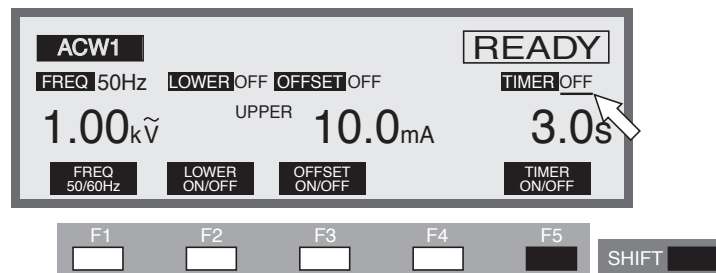 ACW1 READY
FREQ 50Hz LOWER OFF OFFSET OFF TIMER OFF
1.00kṼ UPPER 10.0mA 3.0s
FREQ LOWER OFFSET TIMER
50/60Hz ON/OFF ON/OFF ON/OFF
F1 F2 F3 F4 F5
SHIFT